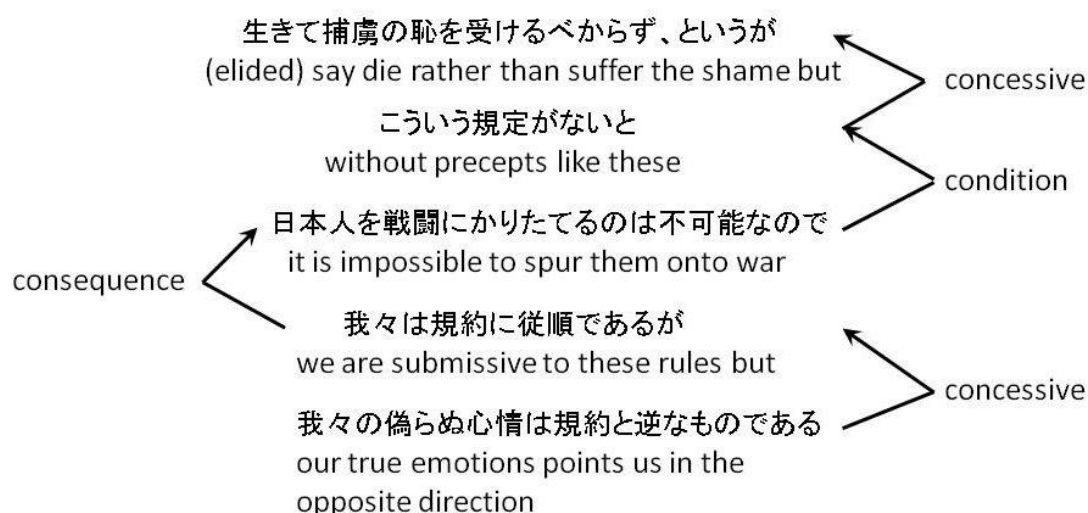 生きて捕虜の恥を受けるべからず、というが
(elided) say die rather than suffer the shame but
concessive
こういう規定がないと
without precepts like these
condition
日本人を戦闘にかりたてるのは不可能なので
it is impossible to spur them onto war
consequence
我々は規約に従順であるが
we are submissive to these rules but
concessive
我々の偽らぬ心情は規約と逆なものである
our true emotions points us in the
opposite direction